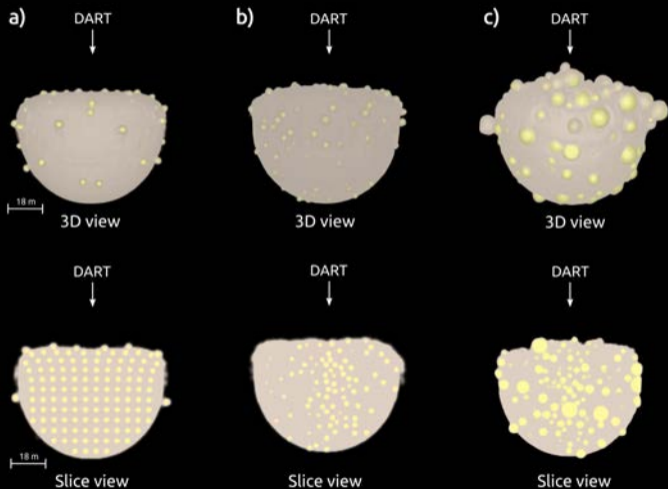 a)
DART
b)
DART
c)
DART
18 m
3D view
3D view
3D view
DART
DART
DART
18 m
Slice view
Slice view
Slice view